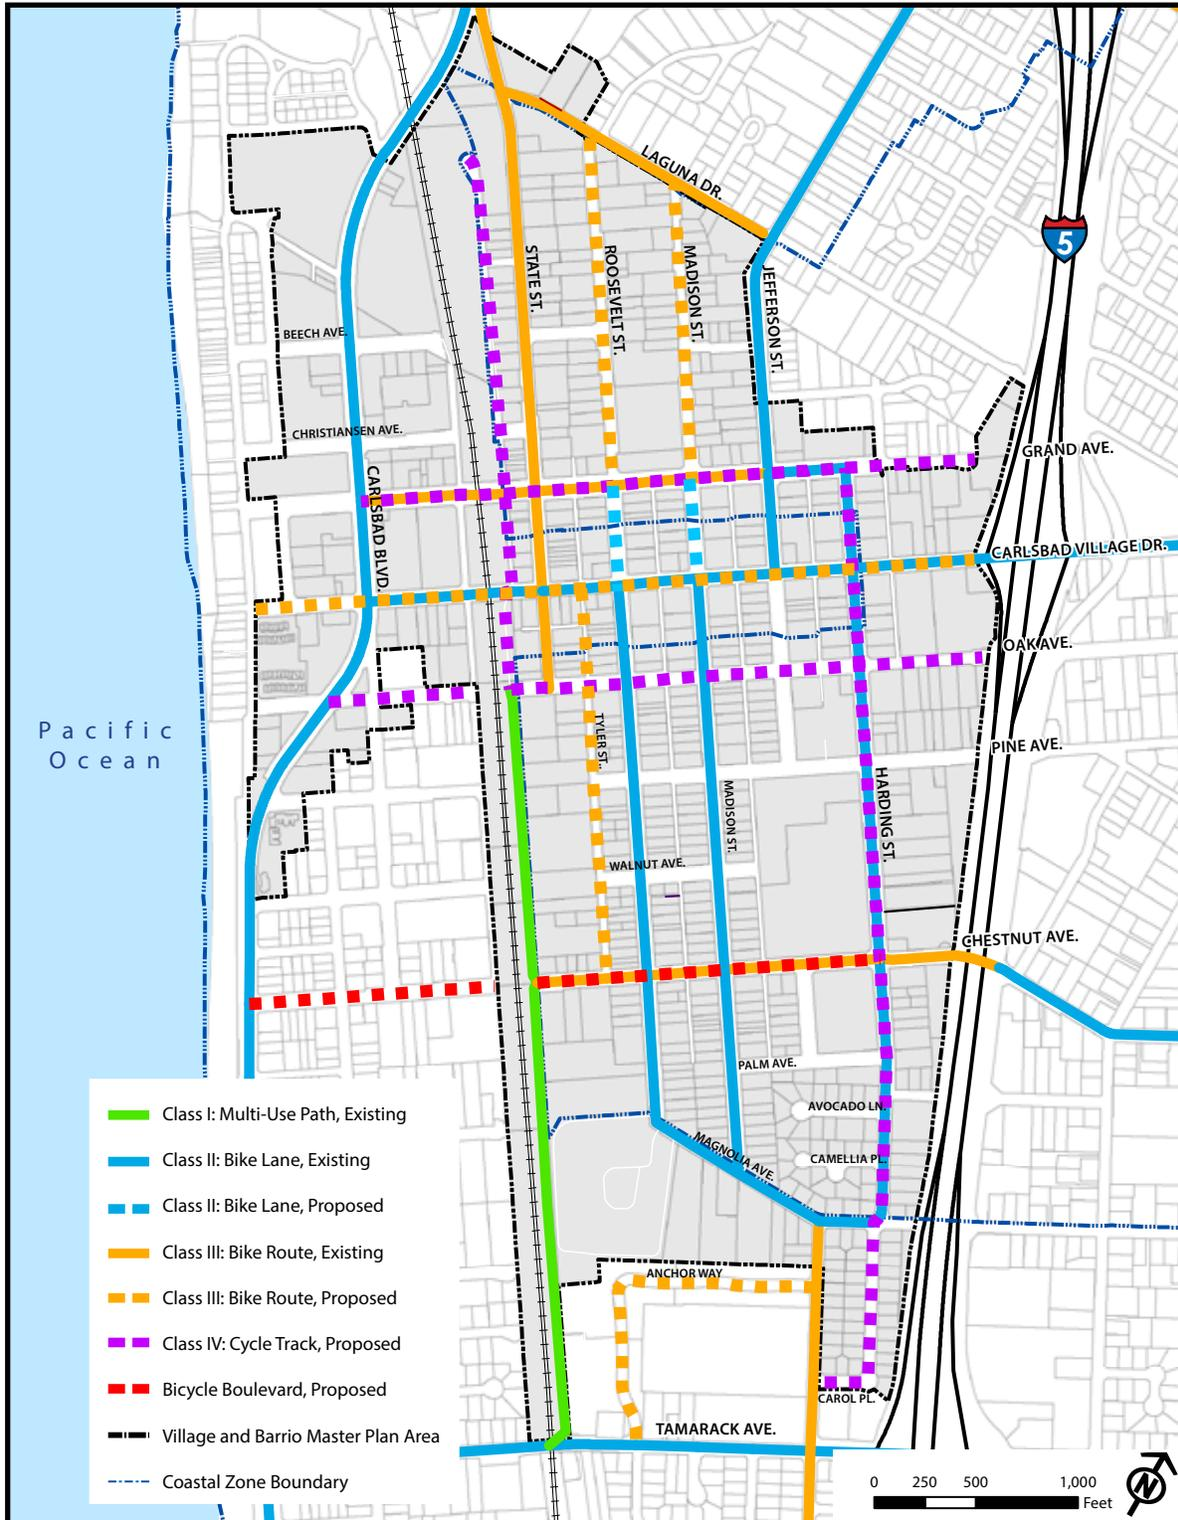 LAGUNA DR.
5
STATE ST.
ROOSEVELT ST.
MADISON ST.
JEFFERSON ST.
BEECH AVE.
CHRISTIANSEN AVE.
GRAND AVE.
CARLSBAD BLVD.
CARLSBAD VILLAGE DR.
OAK AVE.
Pacific
Ocean
TYLER ST.
PINE AVE.
MADISON ST.
HARDING ST.
WALNUT AVE.
CHESTNUT AVE.
PALM AVE.
AVOCADO LN.
MAGNOLIA AVE.
CAMELLIA PL.
ANCHOR WAY
CAROL PL.
TAMARACK AVE.
Class I: Multi-Use Path, Existing
Class II: Bike Lane, Existing
Class II: Bike Lane, Proposed
Class III: Bike Route, Existing
Class III: Bike Route, Proposed
Class IV: Cycle Track, Proposed
Bicycle Boulevard, Proposed
Village and Barrio Master Plan Area
Coastal Zone Boundary
0 250 500 1,000
Feet
N